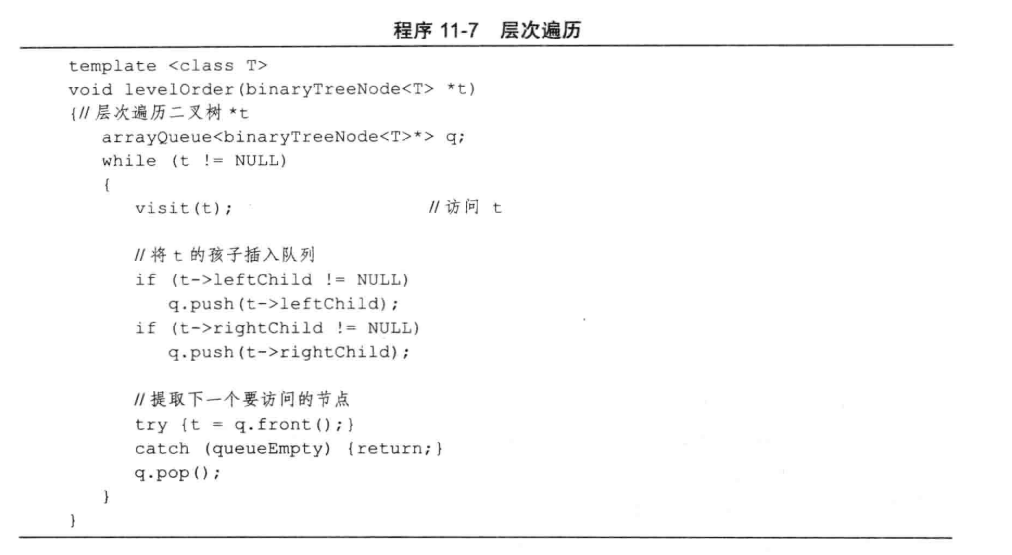 程序 11-7 层次遍历
template <class T>
void levelOrder(binaryTreeNode<T> *t)
{//层次遍历二叉树 *t
   arrayQueue<binaryTreeNode<T>*> q;
   while (t != NULL)
   {
      visit(t);                    //访问 t
      //将 t 的孩子插入队列
      if (t->leftChild != NULL)
         q.push(t->leftChild);
      if (t->rightChild != NULL)
         q.push(t->rightChild);
      //提取下一个要访问的节点
      try {t = q.front();}
      catch (queueEmpty) {return;}
      q.pop();
   }
}